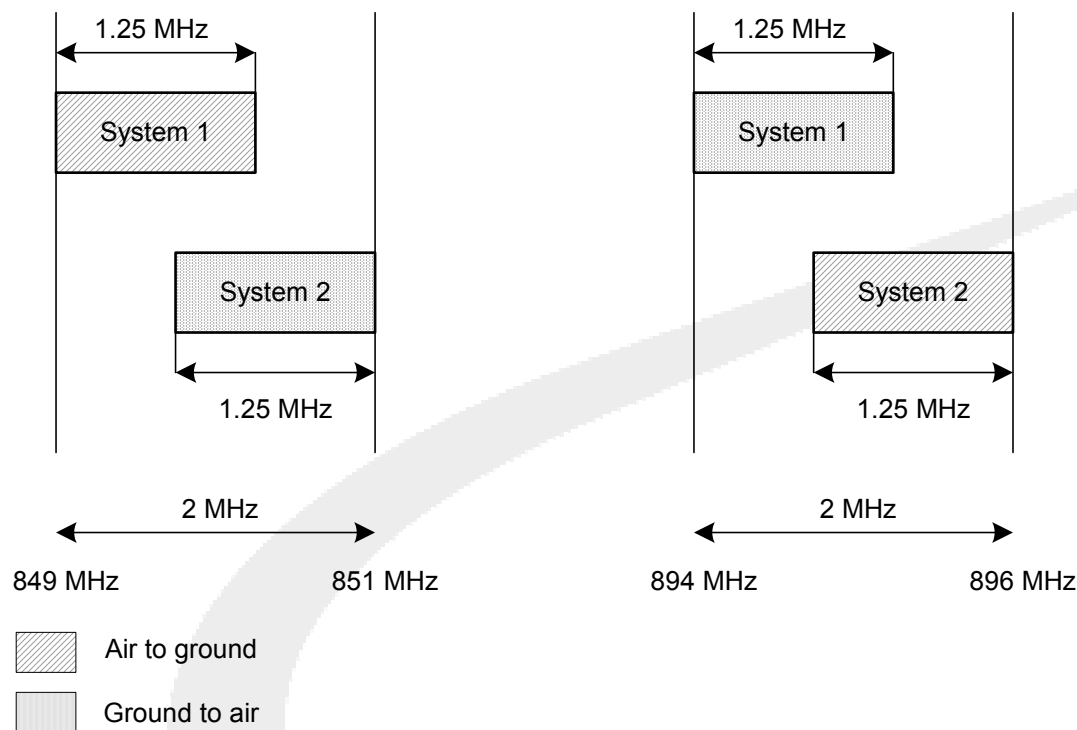 1.25 MHz
1.25 MHz
System 1
System 1
System 2
System 2
1.25 MHz
1.25 MHz
2 MHz
2 MHz
849 MHz
851 MHz
894 MHz
896 MHz
Air to ground
Ground to air